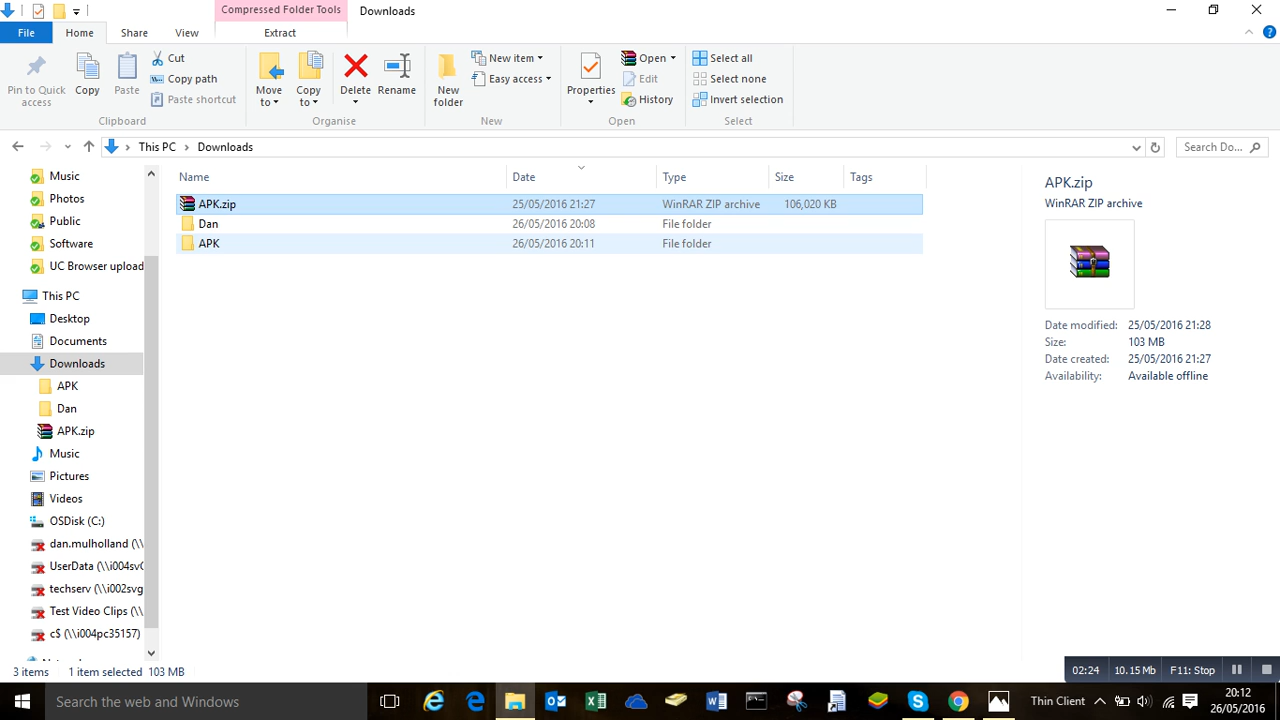 Compressed Folder Tools Downloads
File Home Share View Extract
Pin to Quick access
Copy
Paste
Cut
Copy path
Paste shortcut
Clipboard
Move to
Copy to
Delete
Rename
Organise
New folder
New item
Easy access
New
Properties
Open
Edit
History
Open
Select all
Select none
Invert selection
Select
This PC Downloads Search Do...
Music
Photos
Public
Software
UC Browser upload
This PC
Desktop
Documents
Downloads
APK
Dan
APK.zip
Music
Pictures
Videos
OSDisk (C:)
dan.mulholland (\\
UserData (\\i004sv
techserv (\\i002svg
Test Video Clips (\\
c$ (\\i004pc35157)
Name Date Type Size Tags
APK.zip 25/05/2016 21:27 WinRAR ZIP archive 106,020 KB
Dan 26/05/2016 20:08 File folder
APK 26/05/2016 20:11 File folder
APK.zip
WinRAR ZIP archive
Date modified: 25/05/2016 21:28
Size: 103 MB
Date created: 25/05/2016 21:27
Availability: Available offline
3 items 1 item selected 103 MB
02:24 10.15 Mb F11: Stop
Search the web and Windows
Thin Client
20:12
26/05/2016